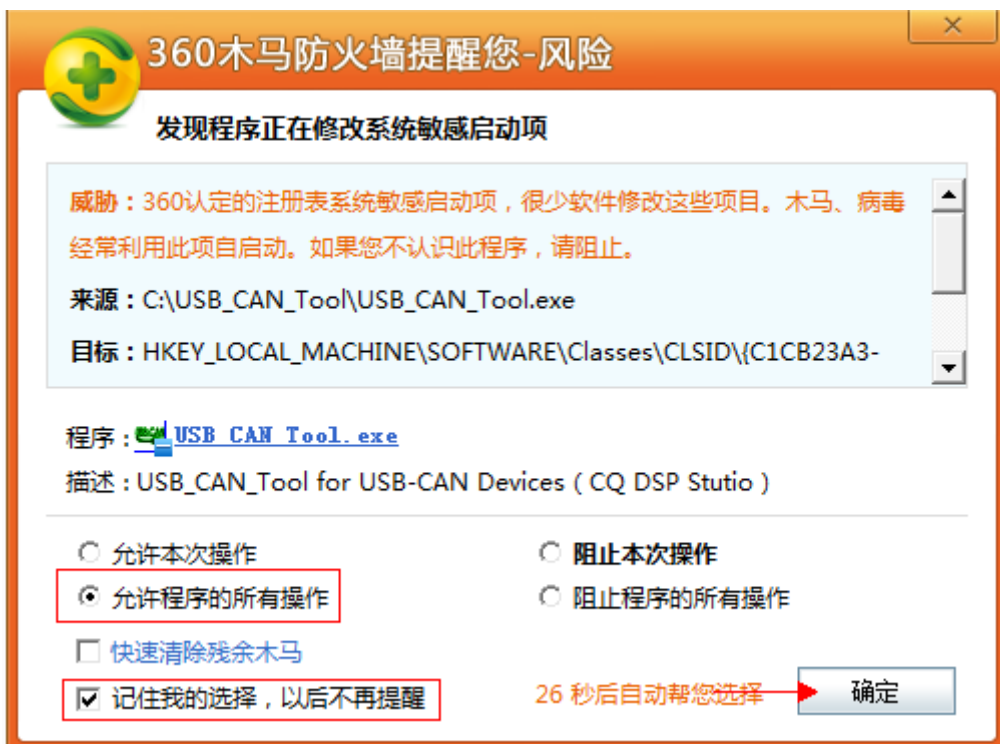 360木马防火墙提醒您-风险
发现程序正在修改系统敏感启动项
威胁：360认定的注册表系统敏感启动项，很少软件修改这些项目。木马、病毒
经常利用此项自启动。如果您不认识此程序，请阻止。
来源：C:\USB_CAN_Tool\USB_CAN_Tool.exe
目标：HKEY_LOCAL_MACHINE\SOFTWARE\Classes\CLSID\{C1CB23A3-
程序：USB_CAN_Tool.exe
描述：USB_CAN_Tool for USB-CAN Devices（CQ DSP Stutio）
允许本次操作 阻止本次操作
允许程序的所有操作 阻止程序的所有操作
快速清除残余木马
记住我的选择，以后不再提醒 26 秒后自动帮您选择 确定